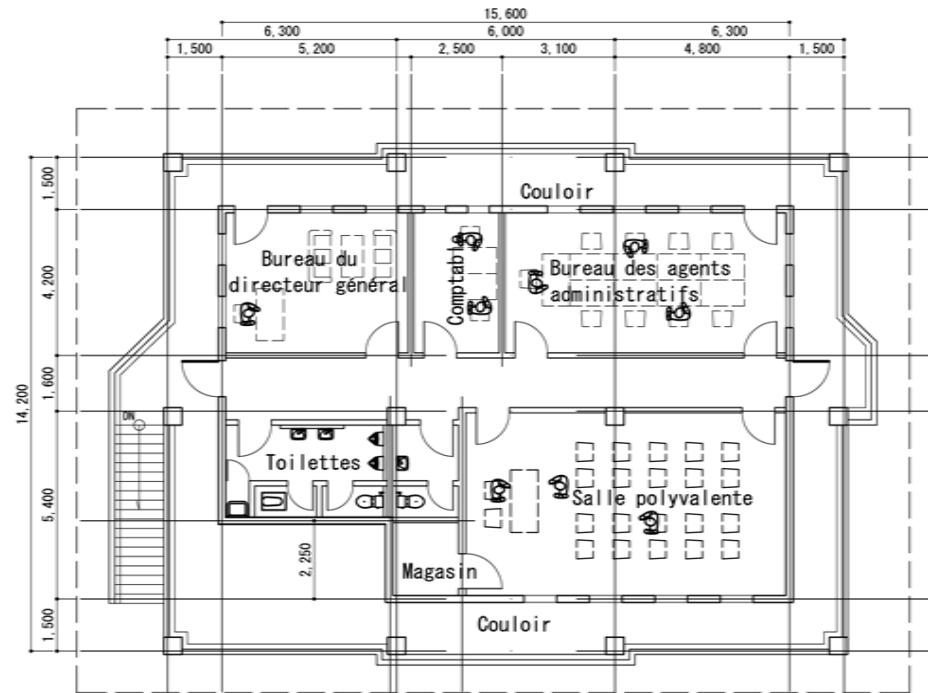 15,600
6,300
6,000
6,300
1,500
5,200
2,500
3,100
4,800
1,500
1,500
4,200
1,600
5,400
1,500
14,200
2,250
Couloir
Bureau du
directeur général
Comptable
Bureau des agents
administratifs
DN
Toilettes
Salle polyvalente
Magasin
Couloir